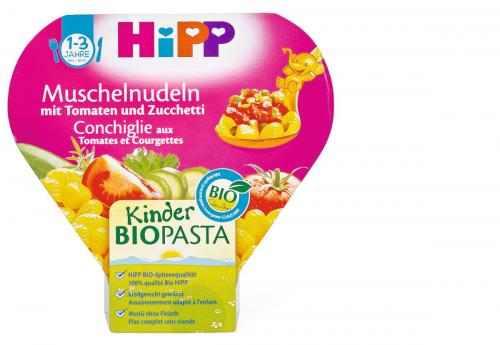 1-3
JAHRE
HiPP
Muschelnudeln
mit Tomaten und Zucchetti
Conchiglie aux
Tomates et Courgettes
BIO
Kinder
BIOPASTA
HiPP BIO-Spitzenqualität
100% qualité Bio HiPP
kindgerecht gewürzt
Assaisonnement adapté à l'enfant
Menü ohne Fleisch
Plat complet sans viande